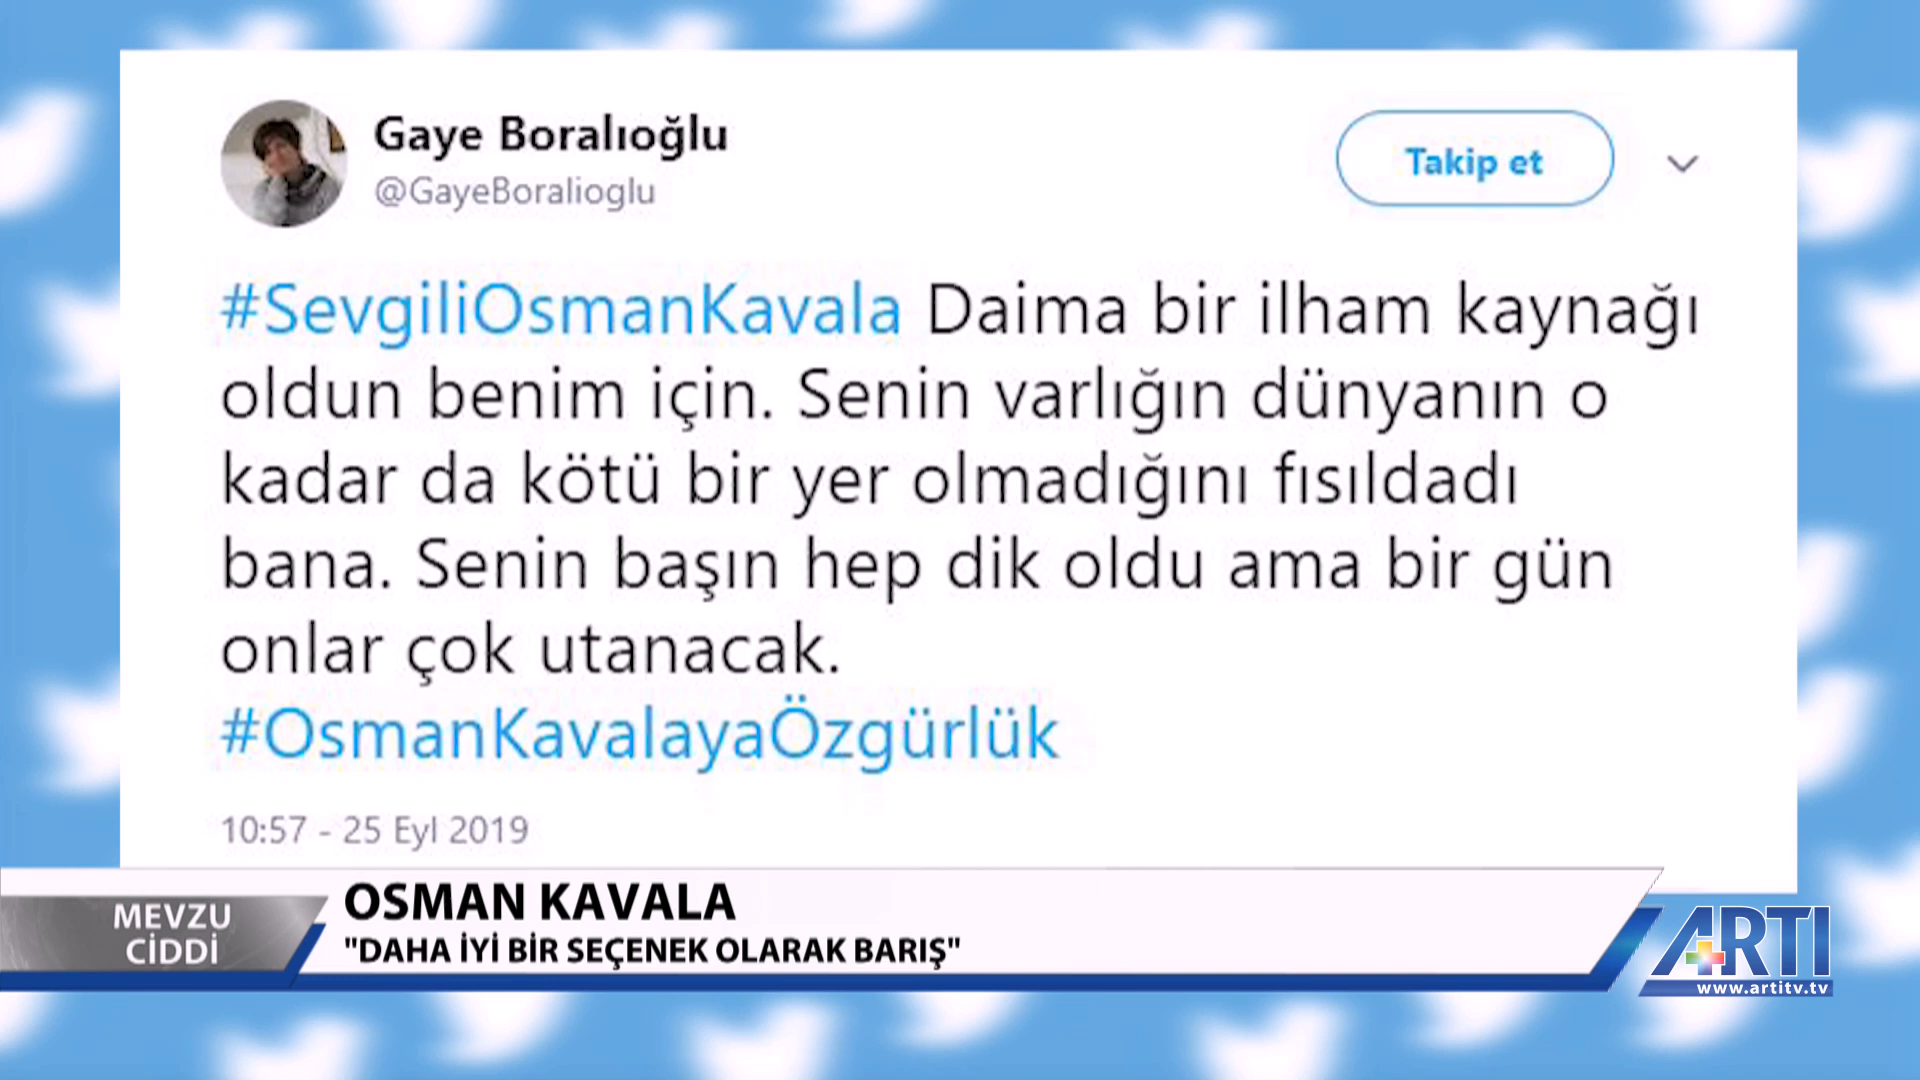 Gaye Boralıoğlu
@GayeBoralioglu
Takip et
#SevgiliOsmanKavala Daima bir ilham kaynağı
oldun benim için. Senin varlığın dünyanın o
kadar da kötü bir yer olmadığını fısıldadı
bana. Senin başın hep dik oldu ama bir gün
onlar çok utanacak.
#OsmanKavalayaÖzgürlük
10:57 - 25 Eyl 2019
MEVZU
CİDDİ
OSMAN KAVALA
"DAHA İYİ BİR SEÇENEK OLARAK BARIŞ"
ARTI
www.artitv.tv